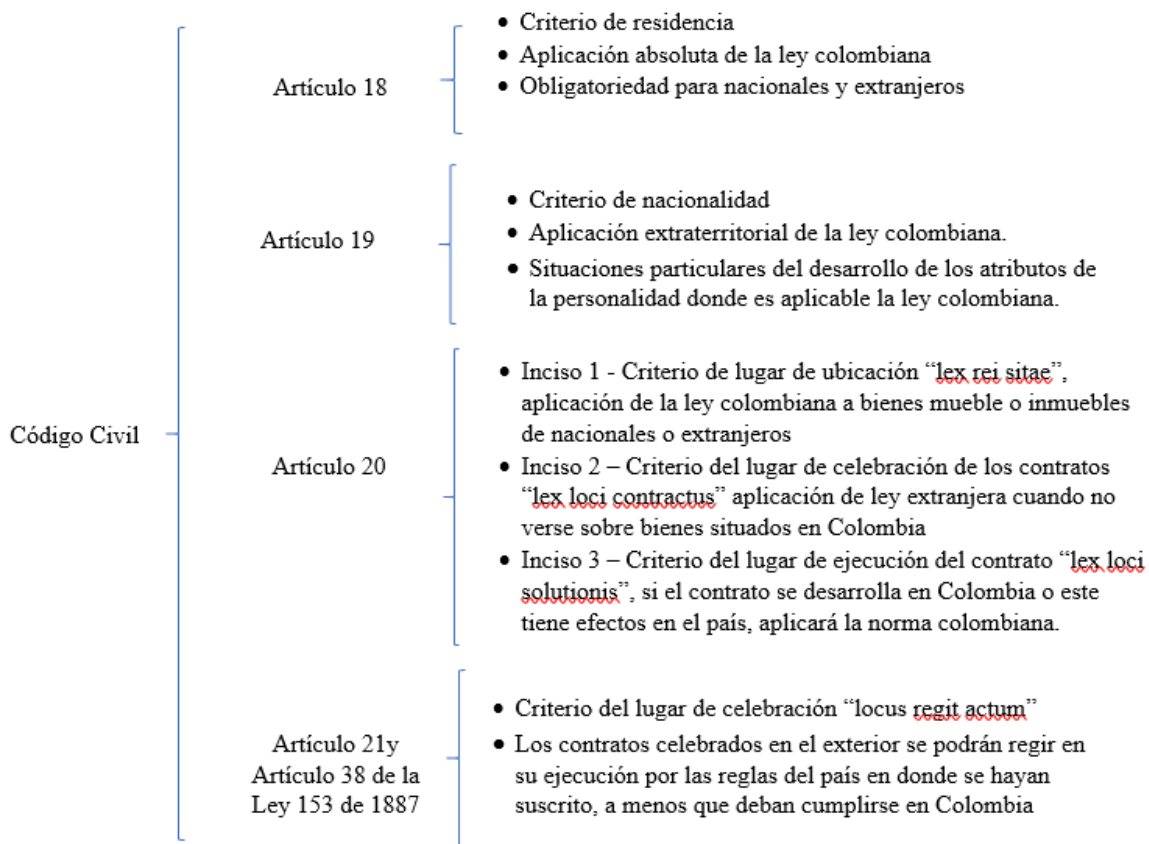 Código Civil
Artículo 18
• Criterio de residencia
• Aplicación absoluta de la ley colombiana
• Obligatoriedad para nacionales y extranjeros
Artículo 19
• Criterio de nacionalidad
• Aplicación extraterritorial de la ley colombiana.
• Situaciones particulares del desarrollo de los atributos de
la personalidad donde es aplicable la ley colombiana.
Artículo 20
• Inciso 1 - Criterio de lugar de ubicación “lex rei sitae”,
aplicación de la ley colombiana a bienes mueble o inmuebles
de nacionales o extranjeros
• Inciso 2 – Criterio del lugar de celebración de los contratos
“lex loci contractus” aplicación de ley extranjera cuando no
verse sobre bienes situados en Colombia
• Inciso 3 – Criterio del lugar de ejecución del contrato “lex loci
solutionis”, si el contrato se desarrolla en Colombia o este
tiene efectos en el país, aplicará la norma colombiana.
Artículo 21y
Artículo 38 de la
Ley 153 de 1887
• Criterio del lugar de celebración “locus regit actum”
• Los contratos celebrados en el exterior se podrán regir en
su ejecución por las reglas del país en donde se hayan
suscrito, a menos que deban cumplirse en Colombia